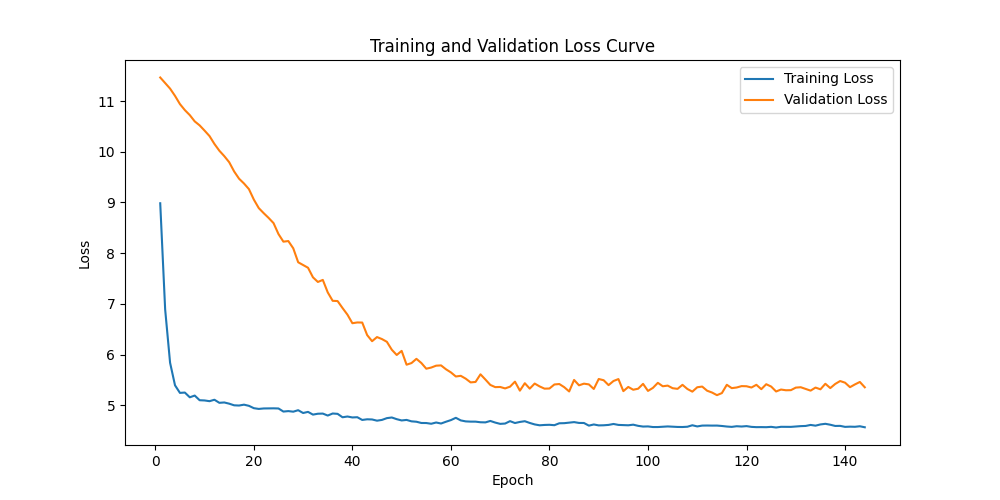 Training and Validation Loss Curve
Training Loss
Validation Loss
11
10
9
8
7
6
5
Loss
0 20 40 60 80 100 120 140
Epoch